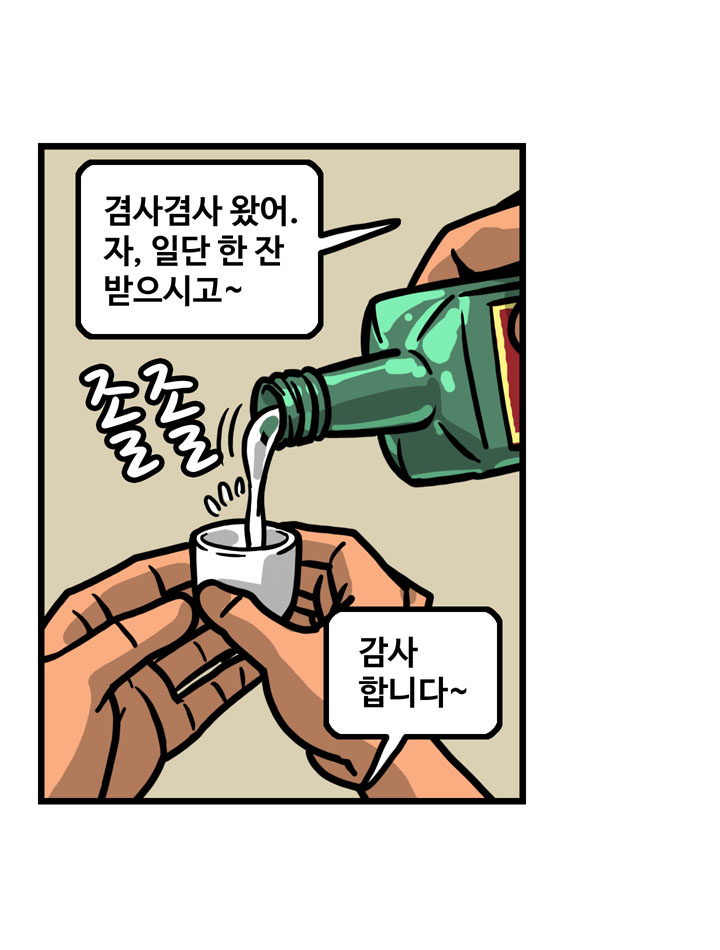 겸사겸사 왔어.
자, 일단 한 잔
받으시고~
졸졸
감사
합니다~